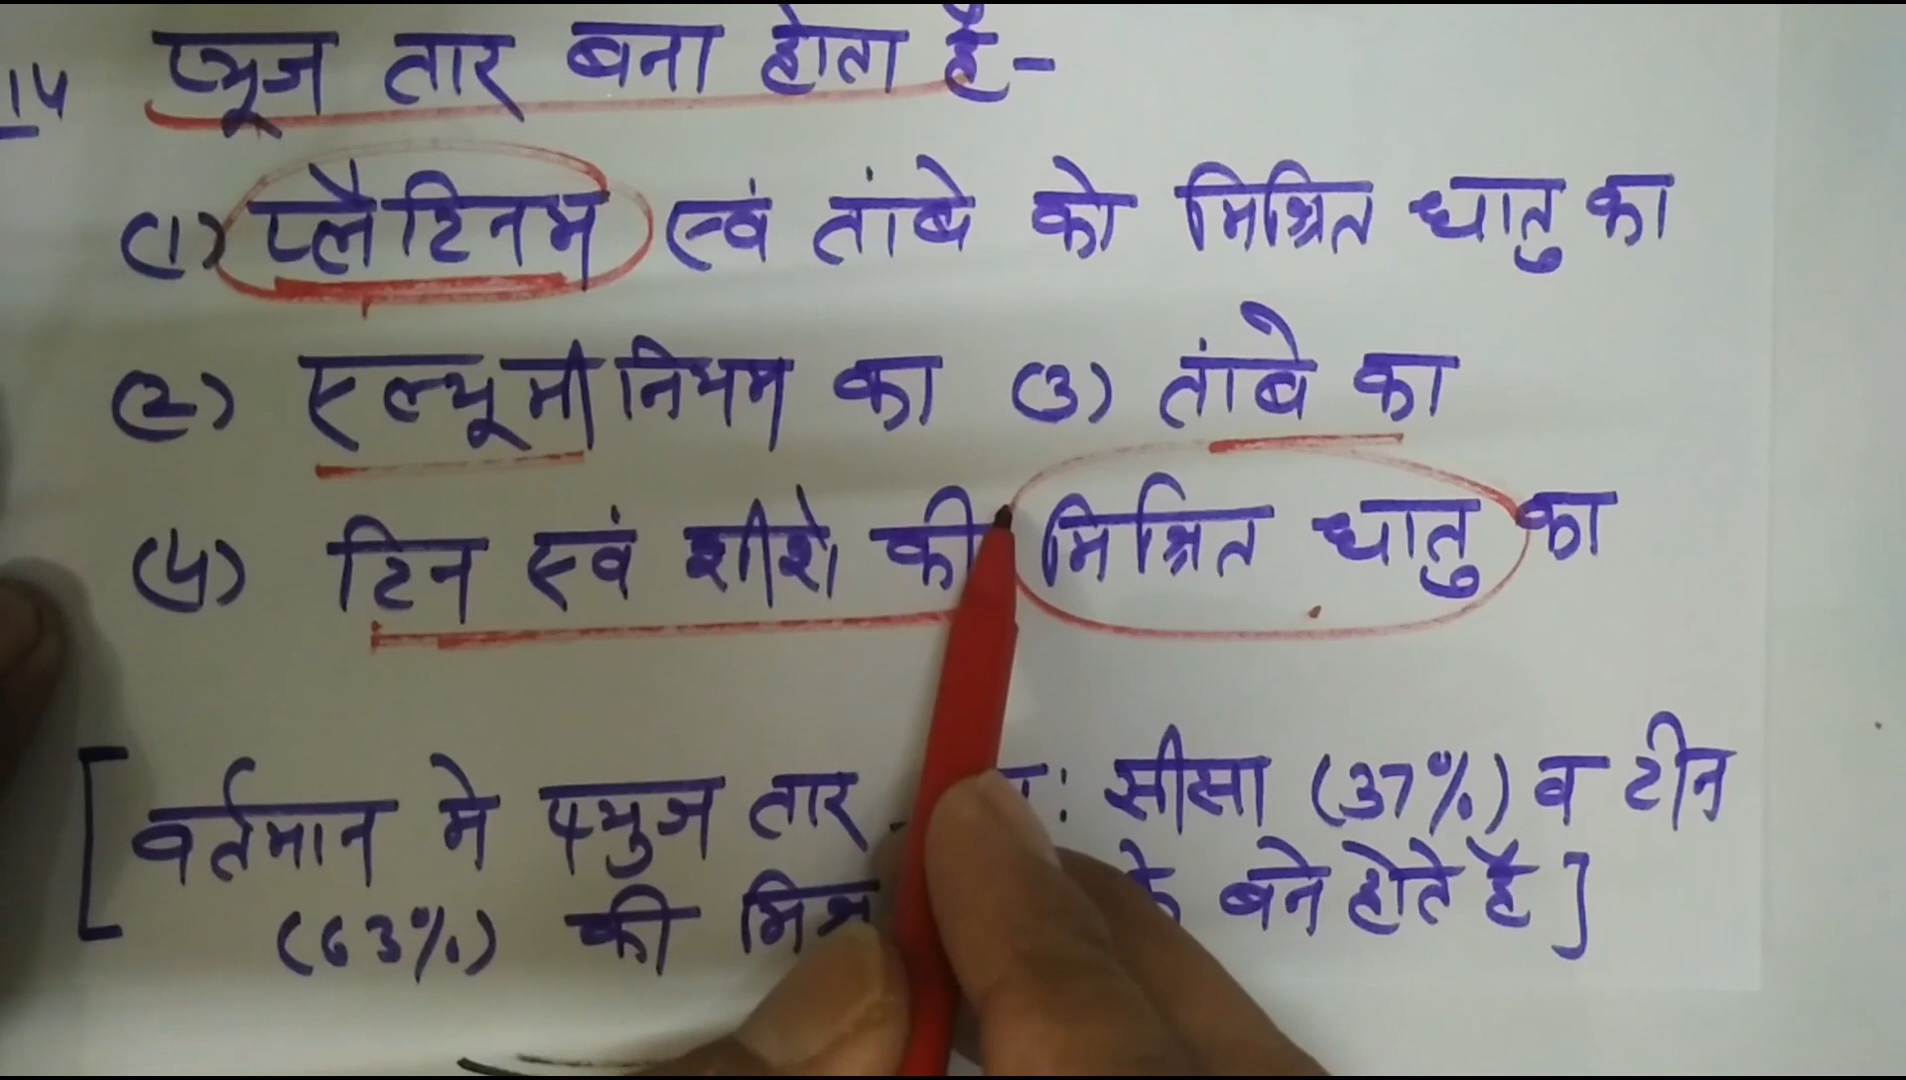 14 फ्यूज तार बना होता है-
(1) प्लैटिनम एवं तांबे को मिश्रित धातु का
(2) एल्यूमीनियम का (3) तांबे का
(4) टिन एवं शीशे की मिश्रित धातु का
[वर्तमान मे फ्युज तार सीसा (37%) व टीन
(63%) की बने होते है]